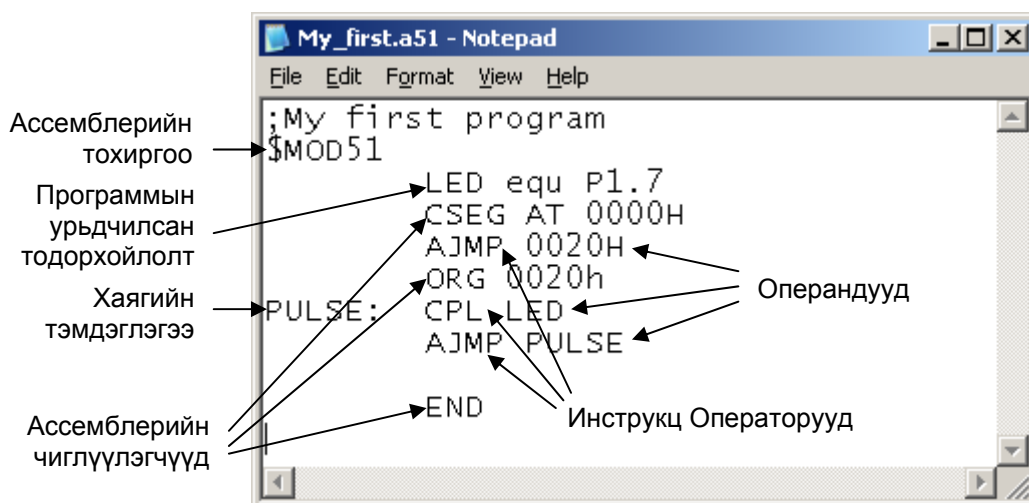 My_first.a51 - Notepad
File Edit Format View Help
;My first program
$MOD51
LED equ P1.7
CSEG AT 0000H
AJMP 0020H
ORG 0020h
PULSE: CPL LED
AJMP PULSE
END
Ассемблерийн
тохиргоо
Программын
урьдчилсан
тодорхойлолт
Хаягийн
тэмдэглэгээ
Ассемблерийн
чиглүүлэгчүүд
Операндууд
Инструкц Операторууд